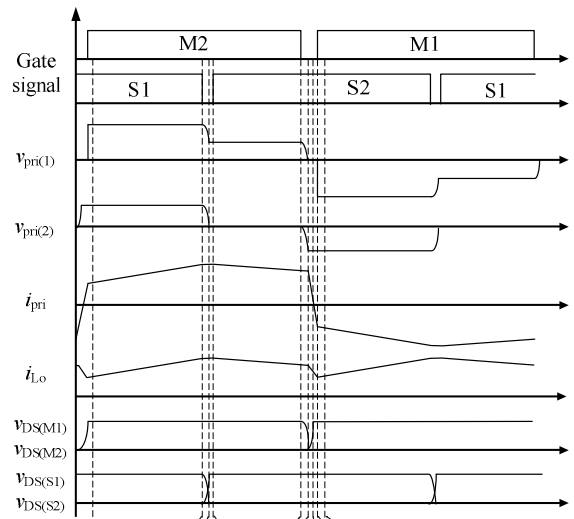 M2
M1
Gate
signal
S1
S2
S1
vpri(1)
vpri(2)
ipri
iLo
vDS(M1)
vDS(M2)
vDS(S1)
vDS(S2)